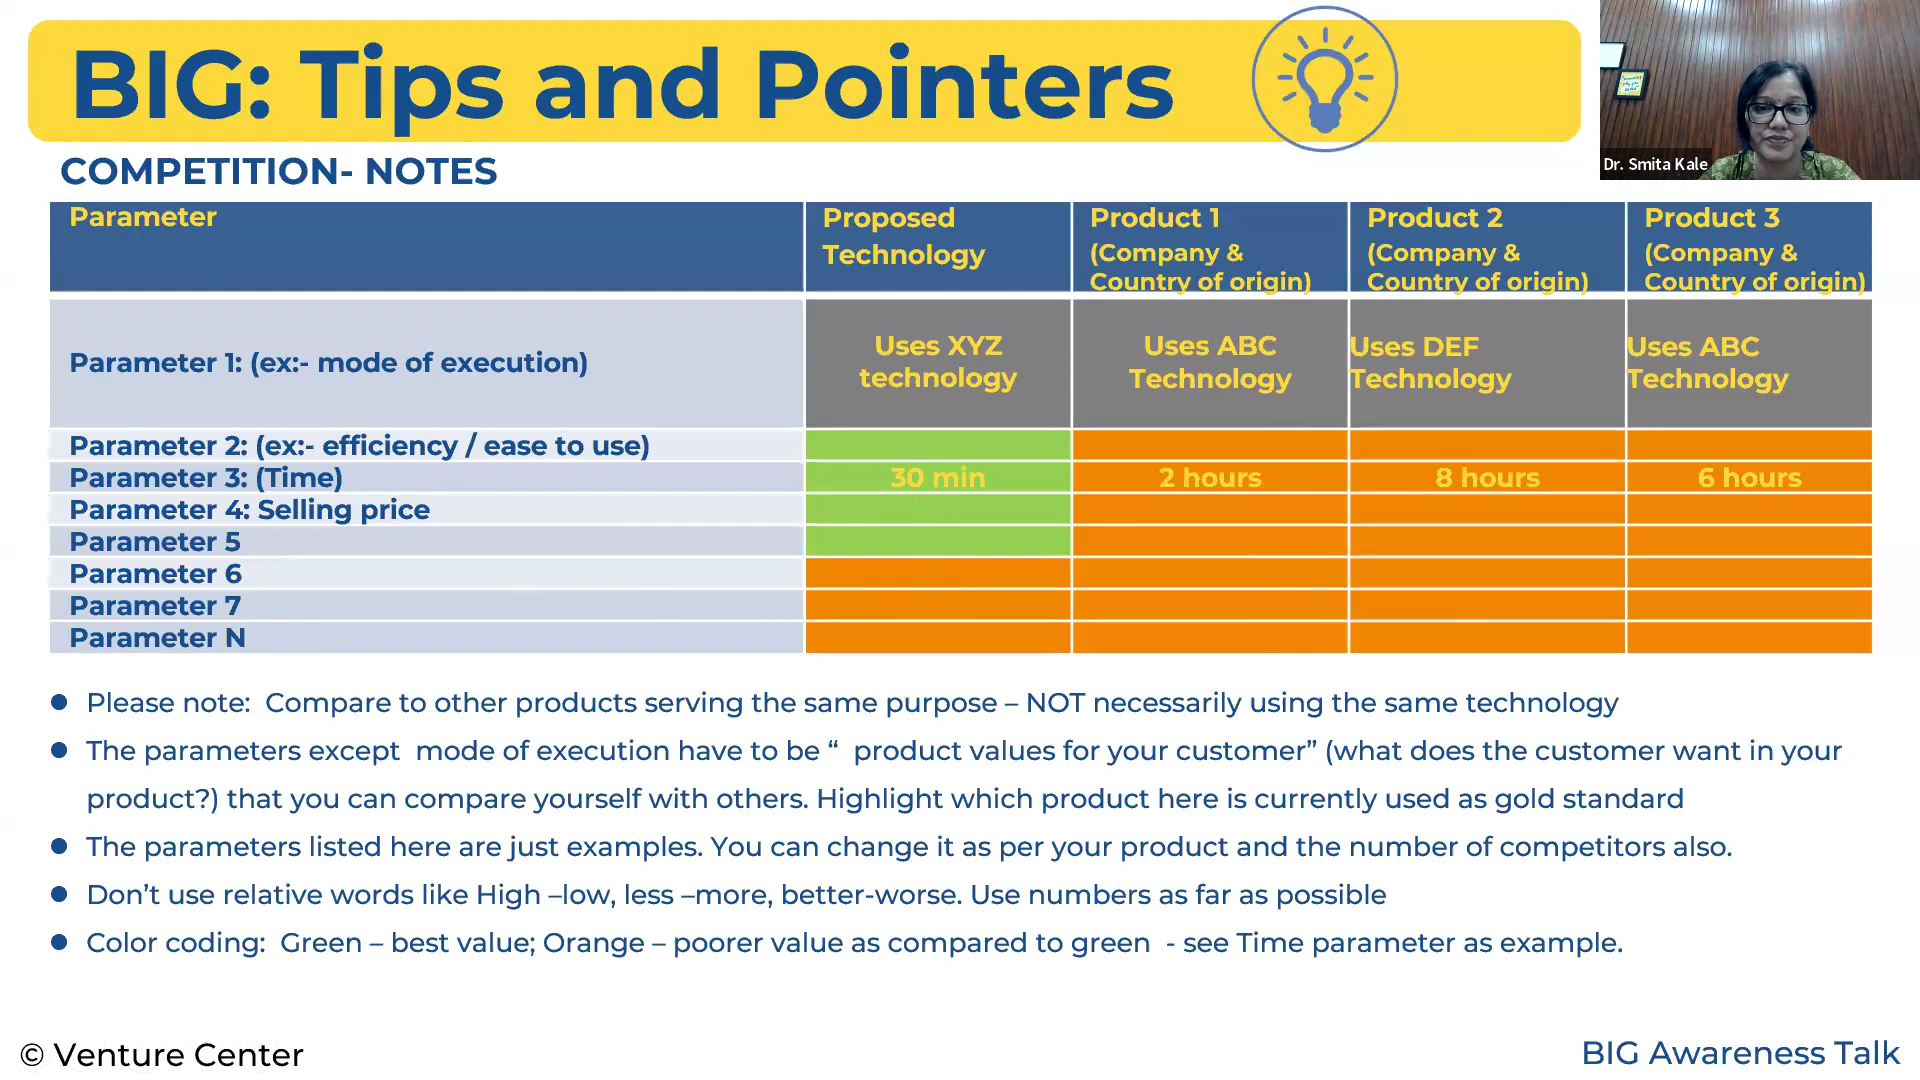 BIG: Tips and Pointers
Dr. Smita Kale
COMPETITION- NOTES
Parameter
Proposed
Technology
Product 1
(Company &
Country of origin)
Product 2
(Company &
Country of origin)
Product 3
(Company &
Country of origin)
Parameter 1: (ex:- mode of execution)
Uses XYZ
technology
Uses ABC
Technology
Uses DEF
Technology
Uses ABC
Technology
Parameter 2: (ex:- efficiency / ease to use)
Parameter 3: (Time)
30 min
2 hours
8 hours
6 hours
Parameter 4: Selling price
Parameter 5
Parameter 6
Parameter 7
Parameter N
Please note:  Compare to other products serving the same purpose – NOT necessarily using the same technology
The parameters except  mode of execution have to be “  product values for your customer” (what does the customer want in your
product?) that you can compare yourself with others. Highlight which product here is currently used as gold standard
The parameters listed here are just examples. You can change it as per your product and the number of competitors also.
Don’t use relative words like High –low, less –more, better-worse. Use numbers as far as possible
Color coding:  Green – best value; Orange – poorer value as compared to green  - see Time parameter as example.
© Venture Center
BIG Awareness Talk